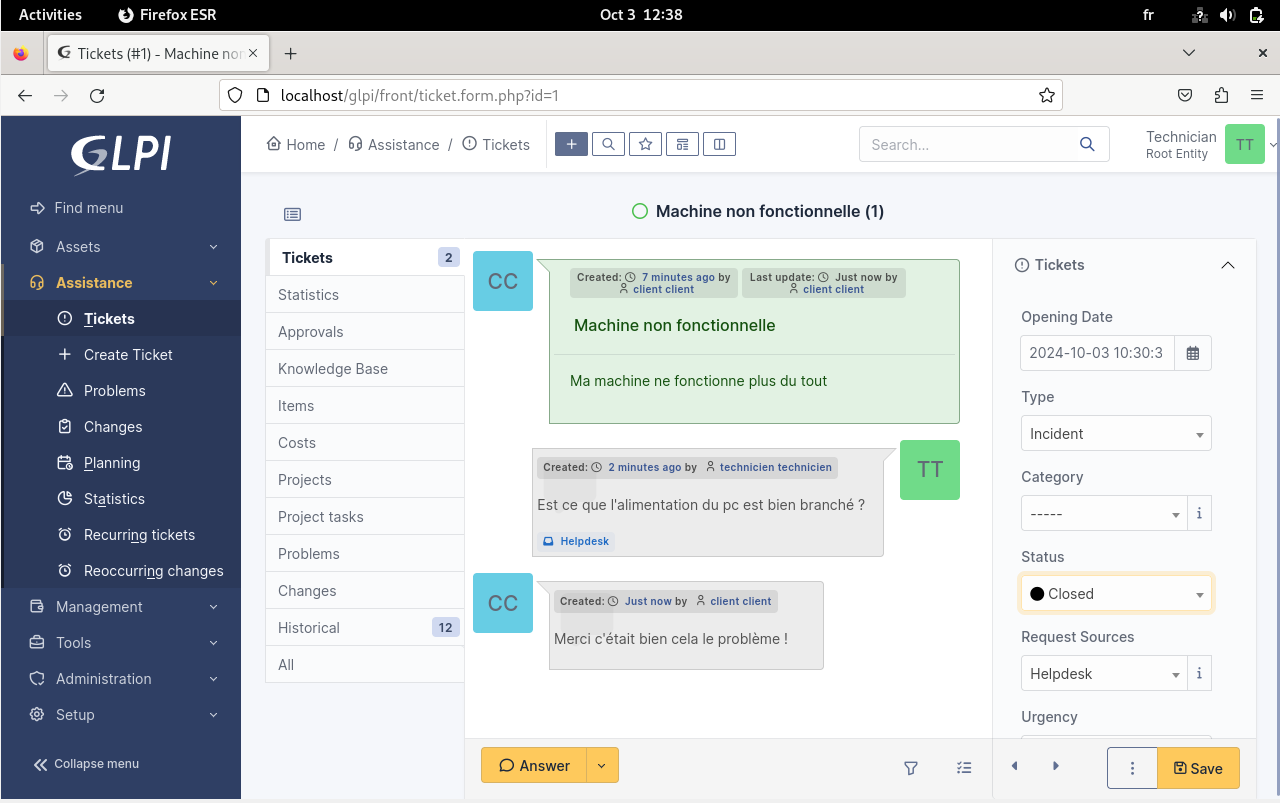 Activities
Firefox ESR
Oct 3 12:38
fr
Tickets (#1) - Machine non
localhost/glpi/front/ticket.form.php?id=1
GLPI
Home / Assistance / Tickets
Search...
Technician
Root Entity
TT
Find menu
Assets
Assistance
Tickets
Create Ticket
Problems
Changes
Planning
Statistics
Recurring tickets
Reoccurring changes
Management
Tools
Administration
Setup
Collapse menu
Machine non fonctionnelle (1)
Tickets 2
Statistics
Approvals
Knowledge Base
Items
Costs
Projects
Project tasks
Problems
Changes
Historical 12
All
CC
Created: 7 minutes ago by
client client
Last update: Just now by
client client
Machine non fonctionnelle
Ma machine ne fonctionne plus du tout
TT
Created: 2 minutes ago by technicien technicien
Est ce que l'alimentation du pc est bien branché ?
Helpdesk
CC
Created: Just now by client client
Merci c'était bien cela le problème !
Answer
Tickets
Opening Date
2024-10-03 10:30:3
Type
Incident
Category
-----
i
Status
Closed
Request Sources
Helpdesk
i
Urgency
Save